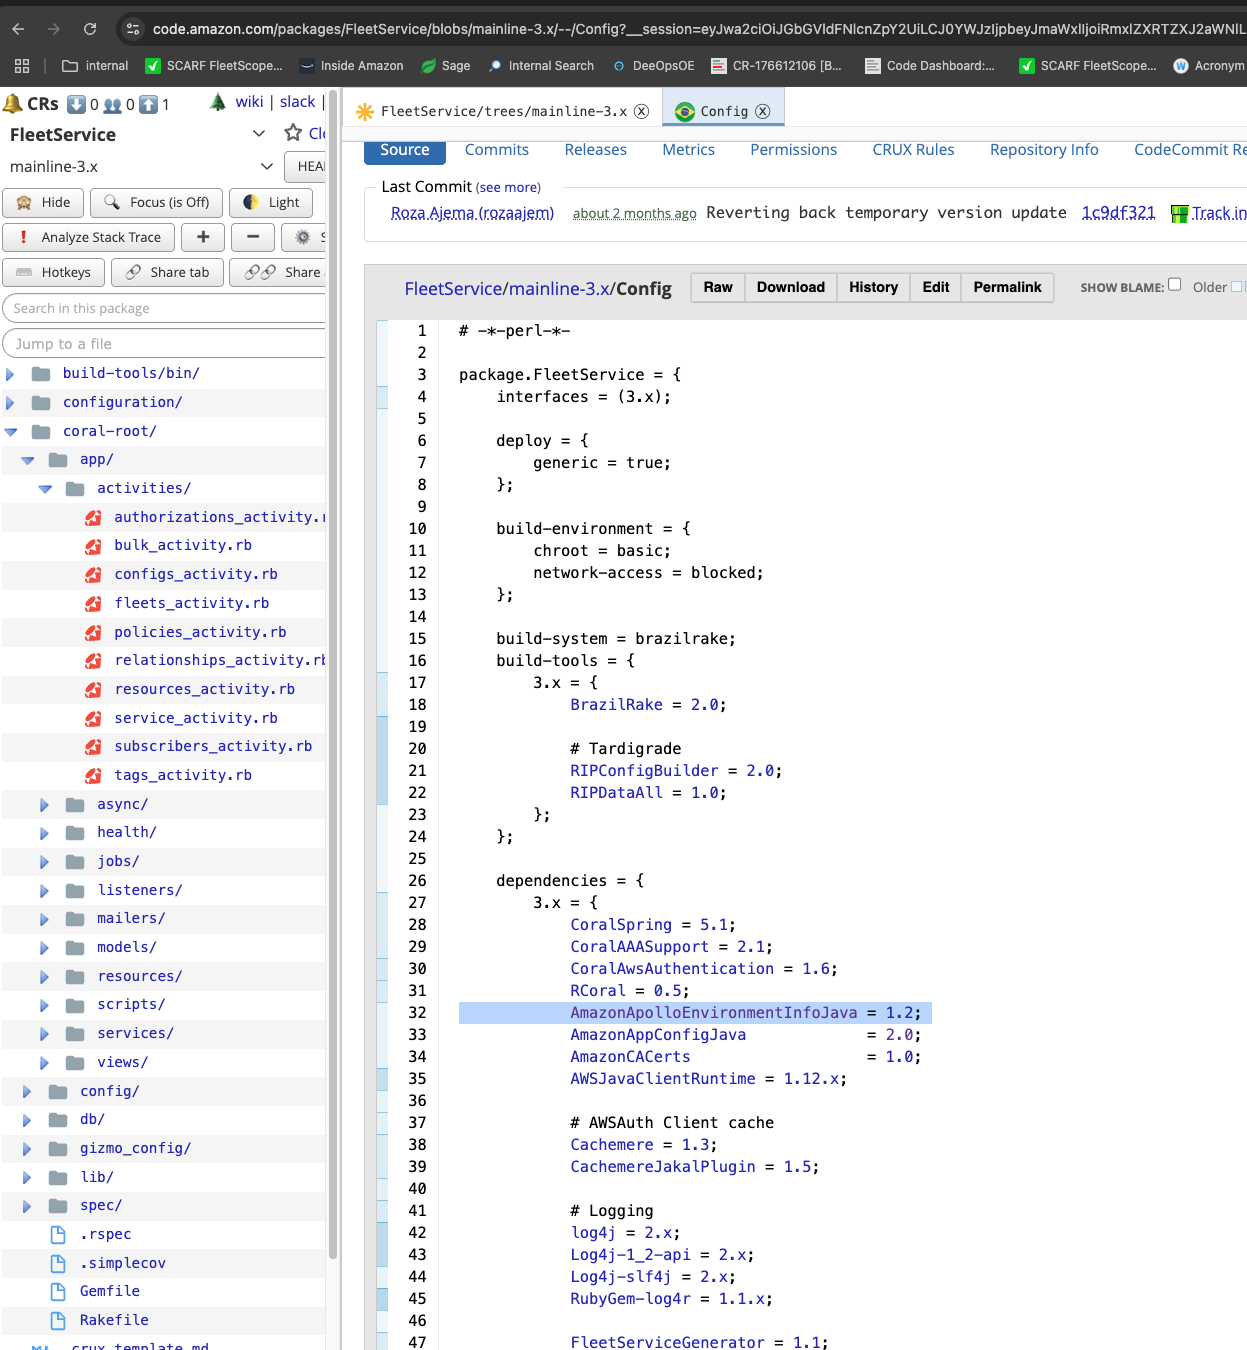 code.amazon.com/packages/FleetService/blobs/mainline-3.x/--/Config?__session=eyJwa2ciOiJGbGVldFNlcnZpY2UiLCJ0YWJzIjpbeyJmaWxlIjoiRmxlZXRTZXJ2aWNlL
internal SCARF FleetScope... Inside Amazon Sage Internal Search DeeOpsOE CR-176612106 [B... Code Dashboard:... SCARF FleetScope... Acronym
CRs 0 0 1 wiki | slack |
FleetService
mainline-3.x
Hide Focus (is Off) Light
Analyze Stack Trace + −
Hotkeys Share tab Share
Search in this package
Jump to a file
build-tools/bin/
configuration/
coral-root/
app/
activities/
authorizations_activity.r
bulk_activity.rb
configs_activity.rb
fleets_activity.rb
policies_activity.rb
relationships_activity.rb
resources_activity.rb
service_activity.rb
subscribers_activity.rb
tags_activity.rb
async/
health/
jobs/
listeners/
mailers/
models/
resources/
scripts/
services/
views/
config/
db/
gizmo_config/
lib/
spec/
.rspec
.simplecov
Gemfile
Rakefile
crux_template.md
FleetService/trees/mainline-3.x Config
Source Commits Releases Metrics Permissions CRUX Rules Repository Info CodeCommit Re
Last Commit (see more)
Roza Ajema (rozaajem) about 2 months ago Reverting back temporary version update 1c9df321 Track in
FleetService/mainline-3.x/Config Raw Download History Edit Permalink SHOW BLAME: Older
1 # -*-perl-*-
2
3 package.FleetService = {
4 interfaces = (3.x);
5
6 deploy = {
7 generic = true;
8 };
9
10 build-environment = {
11 chroot = basic;
12 network-access = blocked;
13 };
14
15 build-system = brazilrake;
16 build-tools = {
17 3.x = {
18 BrazilRake = 2.0;
19
20 # Tardigrade
21 RIPConfigBuilder = 2.0;
22 RIPDataAll = 1.0;
23 };
24 };
25
26 dependencies = {
27 3.x = {
28 CoralSpring = 5.1;
29 CoralAAASupport = 2.1;
30 CoralAwsAuthentication = 1.6;
31 RCoral = 0.5;
32 AmazonApolloEnvironmentInfoJava = 1.2;
33 AmazonAppConfigJava = 2.0;
34 AmazonCACerts = 1.0;
35 AWSJavaClientRuntime = 1.12.x;
36
37 # AWSAuth Client cache
38 Cachemere = 1.3;
39 CachemereJakalPlugin = 1.5;
40
41 # Logging
42 log4j = 2.x;
43 Log4j-1_2-api = 2.x;
44 Log4j-slf4j = 2.x;
45 RubyGem-log4r = 1.1.x;
46
47 FleetServiceGenerator = 1.1;